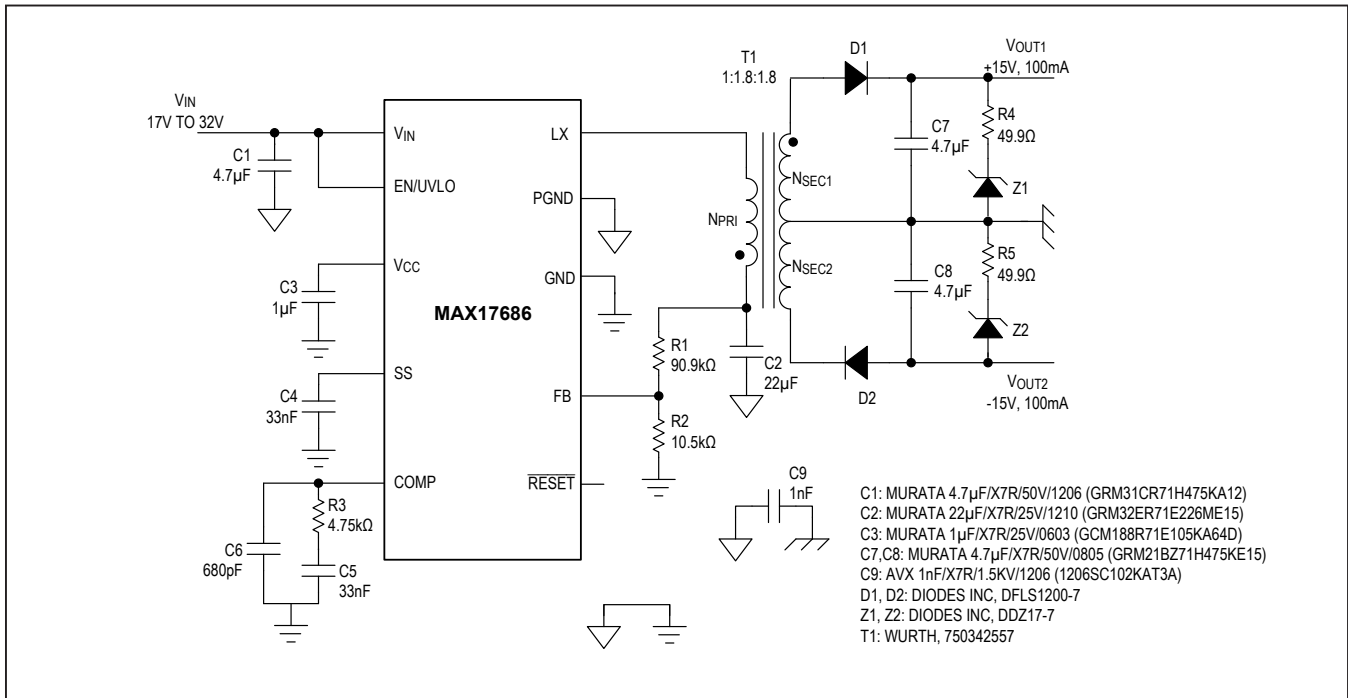 VIN
17V TO 32V
C1
4.7µF
VIN
EN/UVLO
VCC
C3
1µF
SS
C4
33nF
COMP
R3
4.75kΩ
C6
680pF
C5
33nF
MAX17686
LX
PGND
GND
FB
RESET
R1
90.9kΩ
R2
10.5kΩ
C2
22µF
T1
1:1.8:1.8
NPRI
NSEC1
NSEC2
D1
D2
C7
4.7µF
C8
4.7µF
VOUT1
+15V, 100mA
R4
49.9Ω
Z1
R5
49.9Ω
Z2
VOUT2
-15V, 100mA
C9
1nF
C1: MURATA 4.7µF/X7R/50V/1206 (GRM31CR71H475KA12)
C2: MURATA 22µF/X7R/25V/1210 (GRM32ER71E226ME15)
C3: MURATA 1µF/X7R/25V/0603 (GCM188R71E105KA64D)
C7,C8: MURATA 4.7µF/X7R/50V/0805 (GRM21BZ71H475KE15)
C9: AVX 1nF/X7R/1.5KV/1206 (1206SC102KAT3A)
D1, D2: DIODES INC, DFLS1200-7
Z1, Z2: DIODES INC, DDZ17-7
T1: WURTH, 750342557